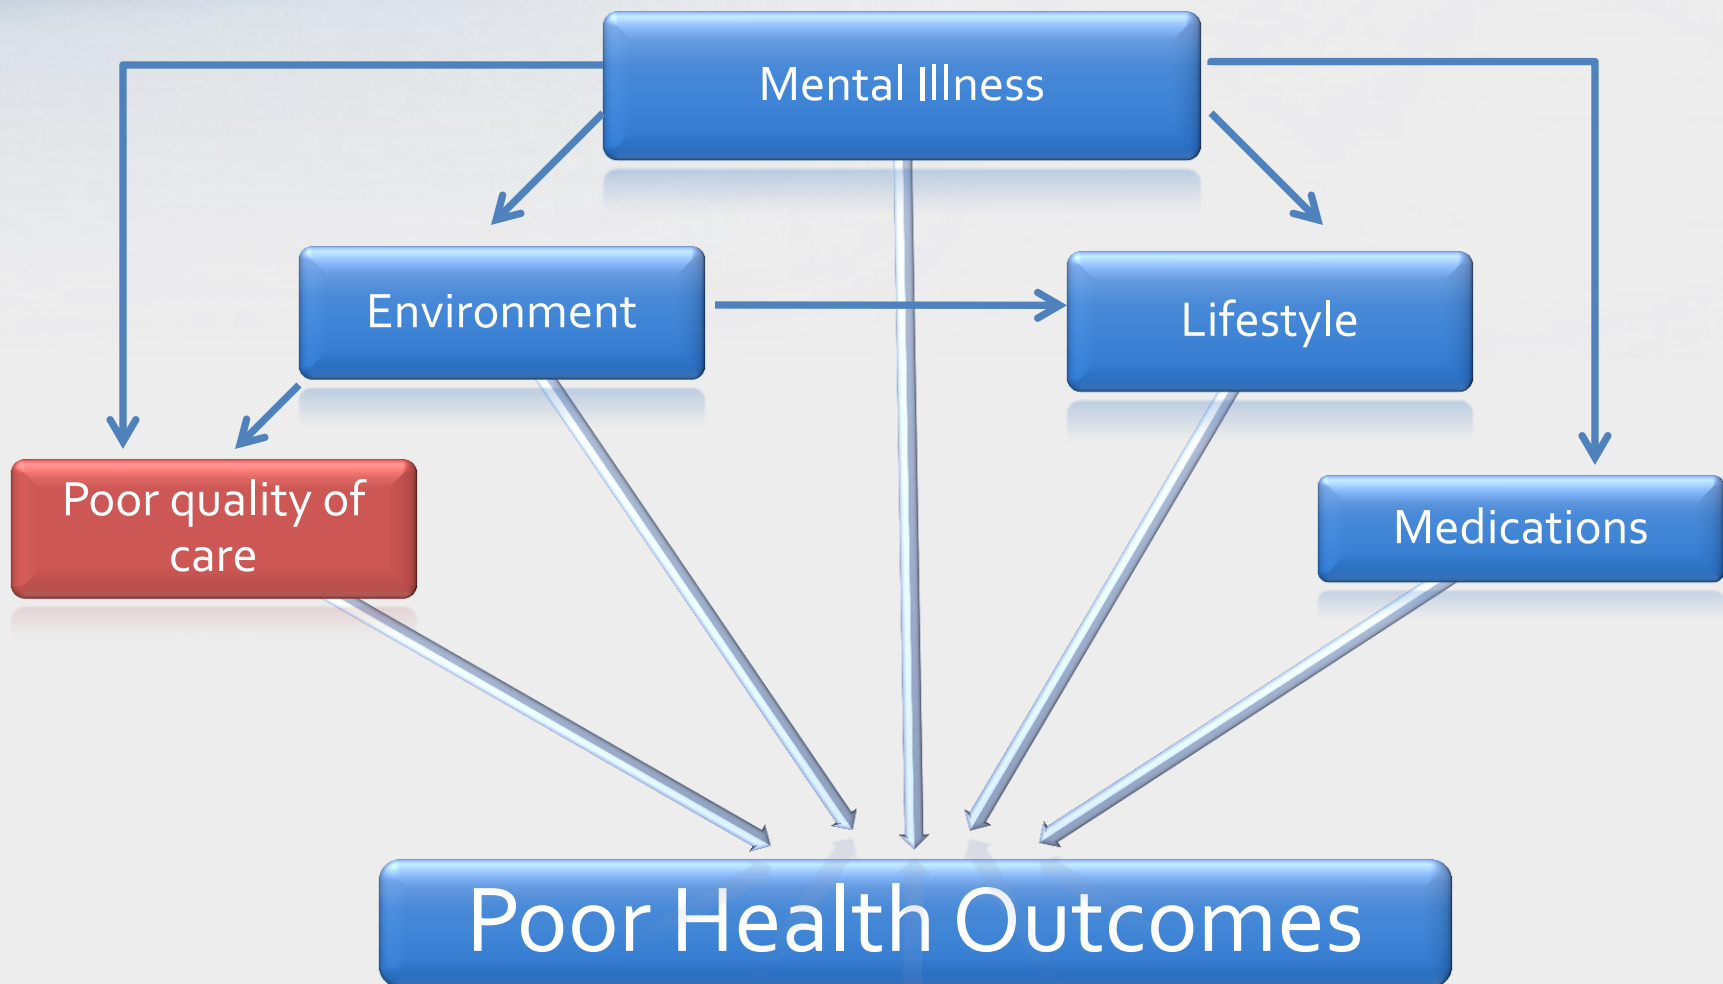 Mental Illness
Environment
Lifestyle
Poor quality of
care
Medications
Poor Health Outcomes